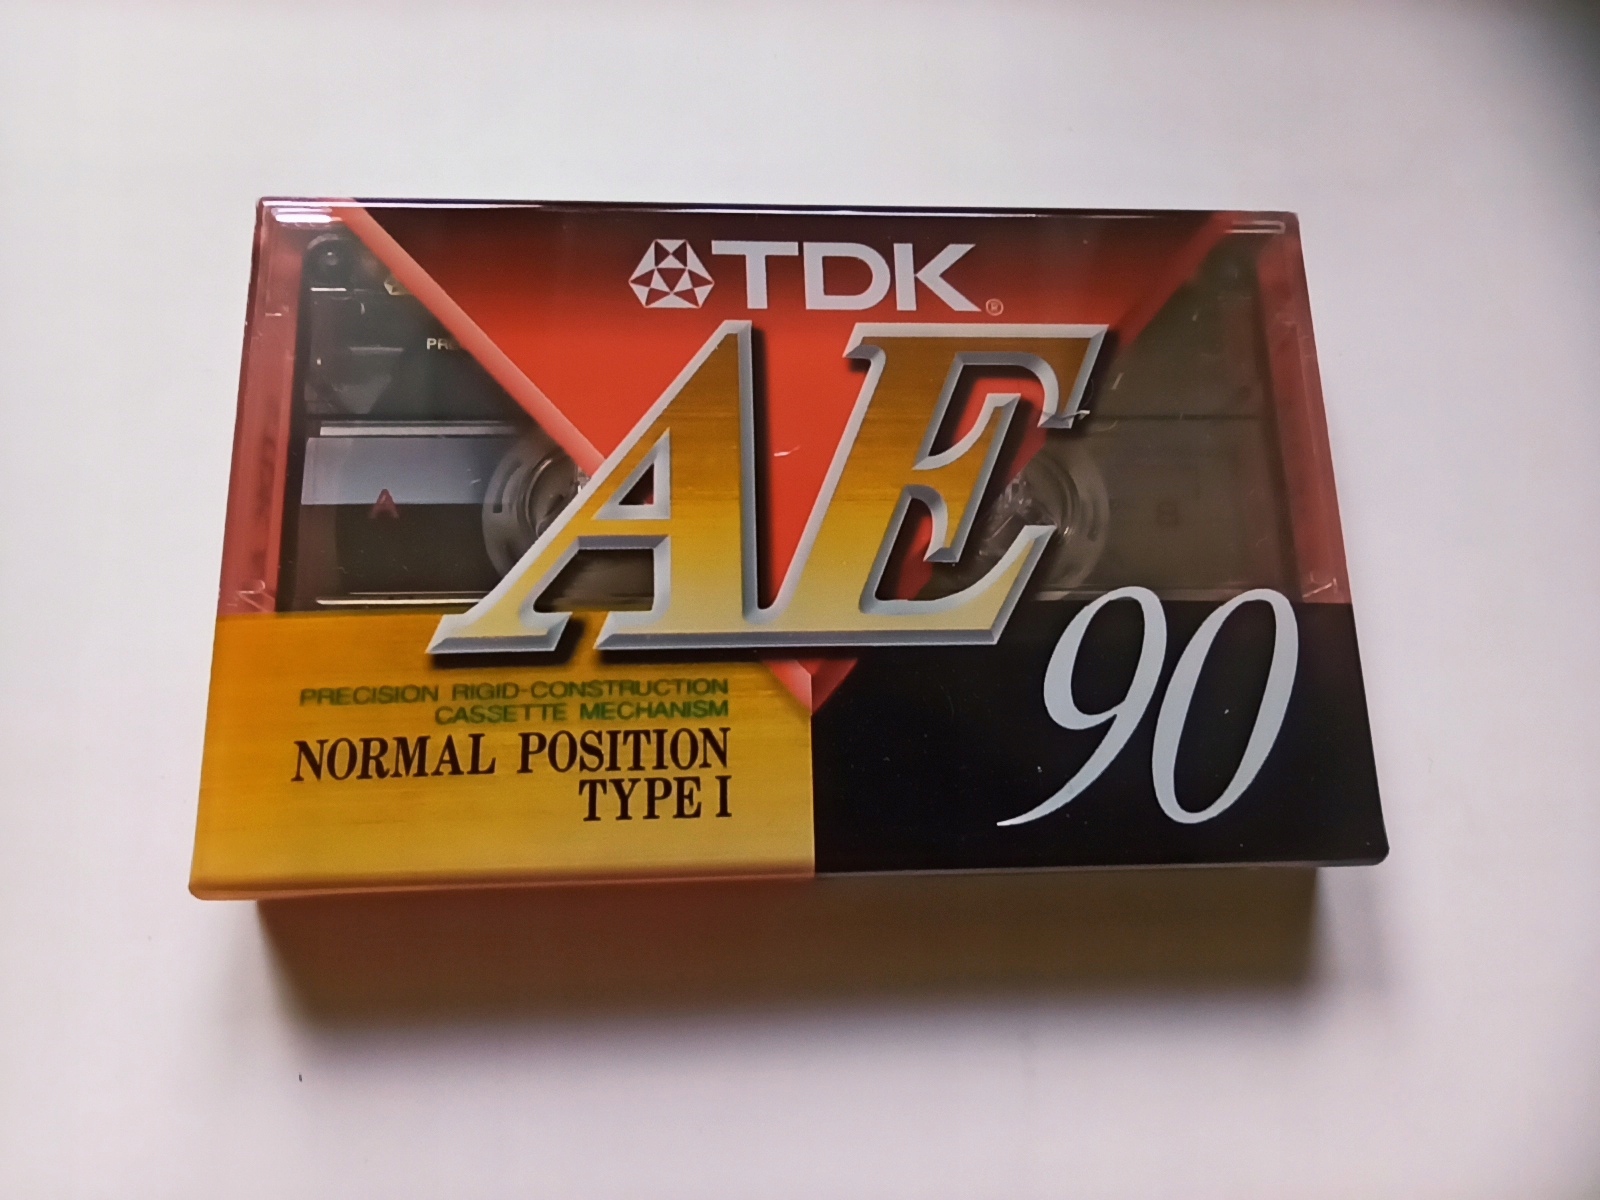 TDK®
AE
90
A
PRECISION RIGID-CONSTRUCTION
CASSETTE MECHANISM
NORMAL POSITION
TYPE I